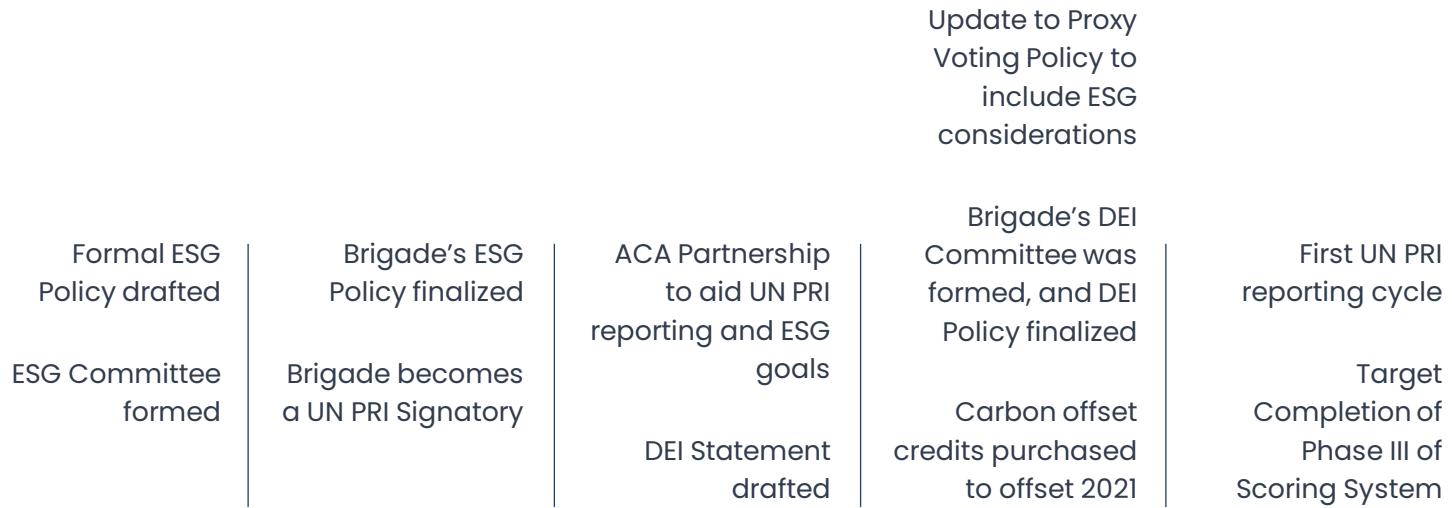 Formal ESG
Policy drafted
ESG Committee
formed
Brigade’s ESG
Policy finalized
Brigade becomes
a UN PRI Signatory
ACA Partnership
to aid UN PRI
reporting and ESG
goals
DEI Statement
drafted
Update to Proxy
Voting Policy to
include ESG
considerations
Brigade’s DEI
Committee was
formed, and DEI
Policy finalized
Carbon offset
credits purchased
to offset 2021
First UN PRI
reporting cycle
Target
Completion of
Phase III of
Scoring System